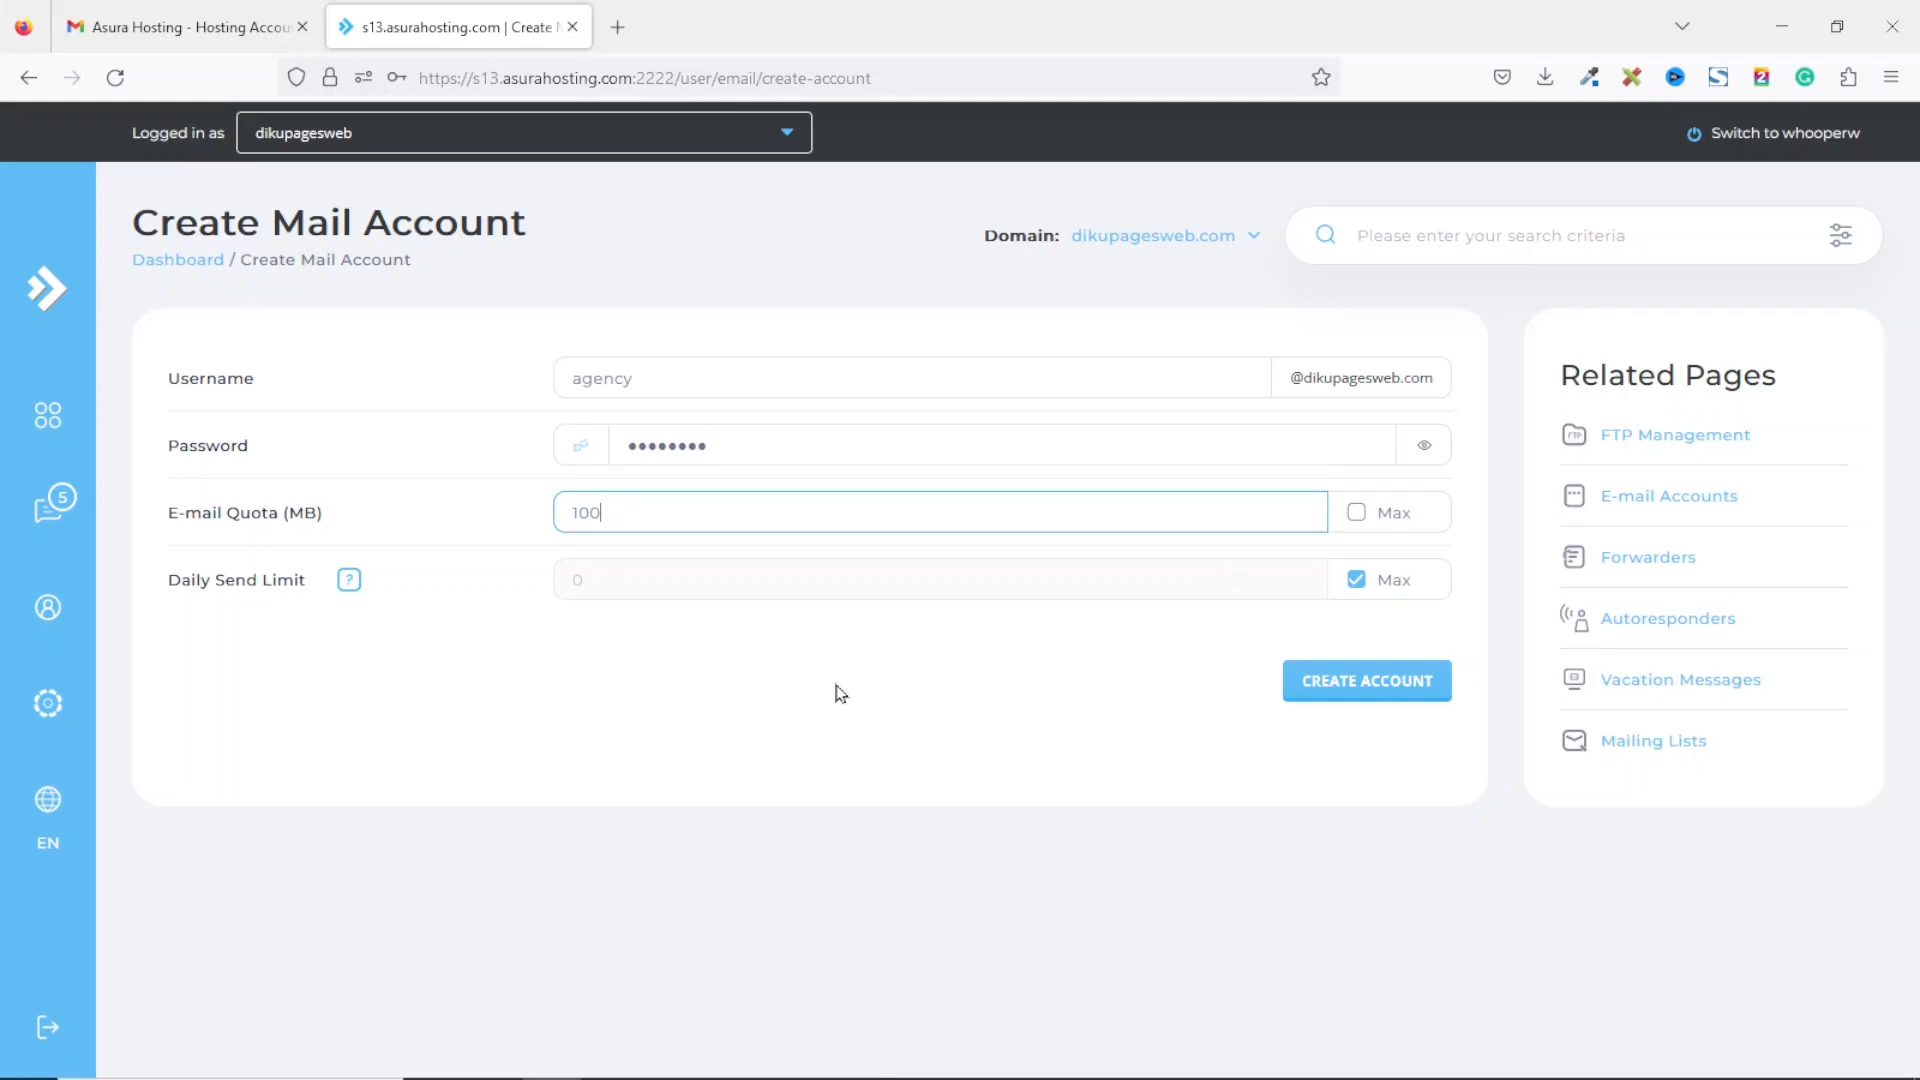 Asura Hosting - Hosting Accou
s13.asurahosting.com | Create
https://s13.asurahosting.com:2222/user/email/create-account
Logged in as
dikupagesweb
Switch to whooperw
Create Mail Account
Dashboard / Create Mail Account
Domain: dikupagesweb.com
Please enter your search criteria
Username
agency
@dikupagesweb.com
Password
••••••••
E-mail Quota (MB)
100
Max
Daily Send Limit
?
0
Max
CREATE ACCOUNT
Related Pages
FTP
FTP Management
E-mail Accounts
Forwarders
Autoresponders
Vacation Messages
Mailing Lists
5
EN